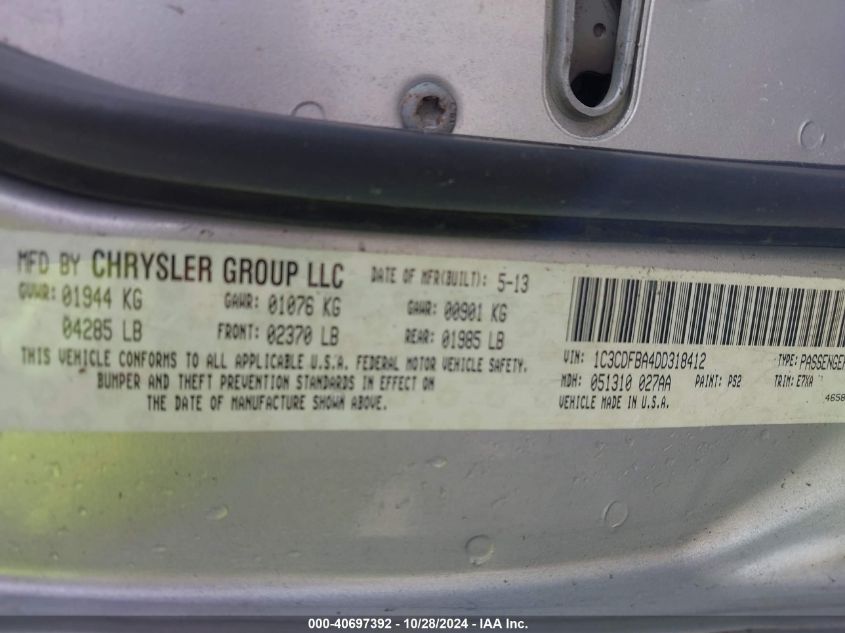 MFD BY CHRYSLER GROUP LLC DATE OF MFR(BUILT): 5-13
GVWR: 01944 KG GAWR: 01076 KG GAWR: 00901 KG
04285 LB FRONT: 02370 LB REAR: 01985 LB
THIS VEHICLE CONFORMS TO ALL APPLICABLE U.S.A. FEDERAL MOTOR VEHICLE SAFETY,
BUMPER AND THEFT PREVENTION STANDARDS IN EFFECT ON
THE DATE OF MANUFACTURE SHOWN ABOVE.
VIN: 1C3CDFBA4DD318412 TYPE: PASSENGER
MDH: 051310 027AA PAINT: PS2 TRIM: E7XA
VEHICLE MADE IN U.S.A. 4658
000-40697392 - 10/28/2024 - IAA Inc.